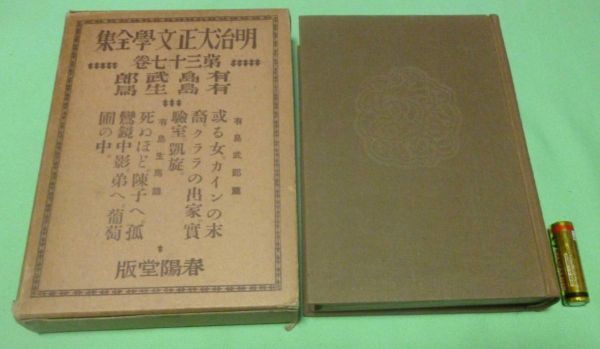 明治大正文學全集
第三十七卷
有島武郎
有島生馬
有島武郎篇
或る女。カインの末
裔。クララの出家。實
驗室。凱旋。
有島生馬篇
死ぬほど。陳子へ。孤
鸞鏡中影。弟へ。葡萄
園の中。
春陽堂版